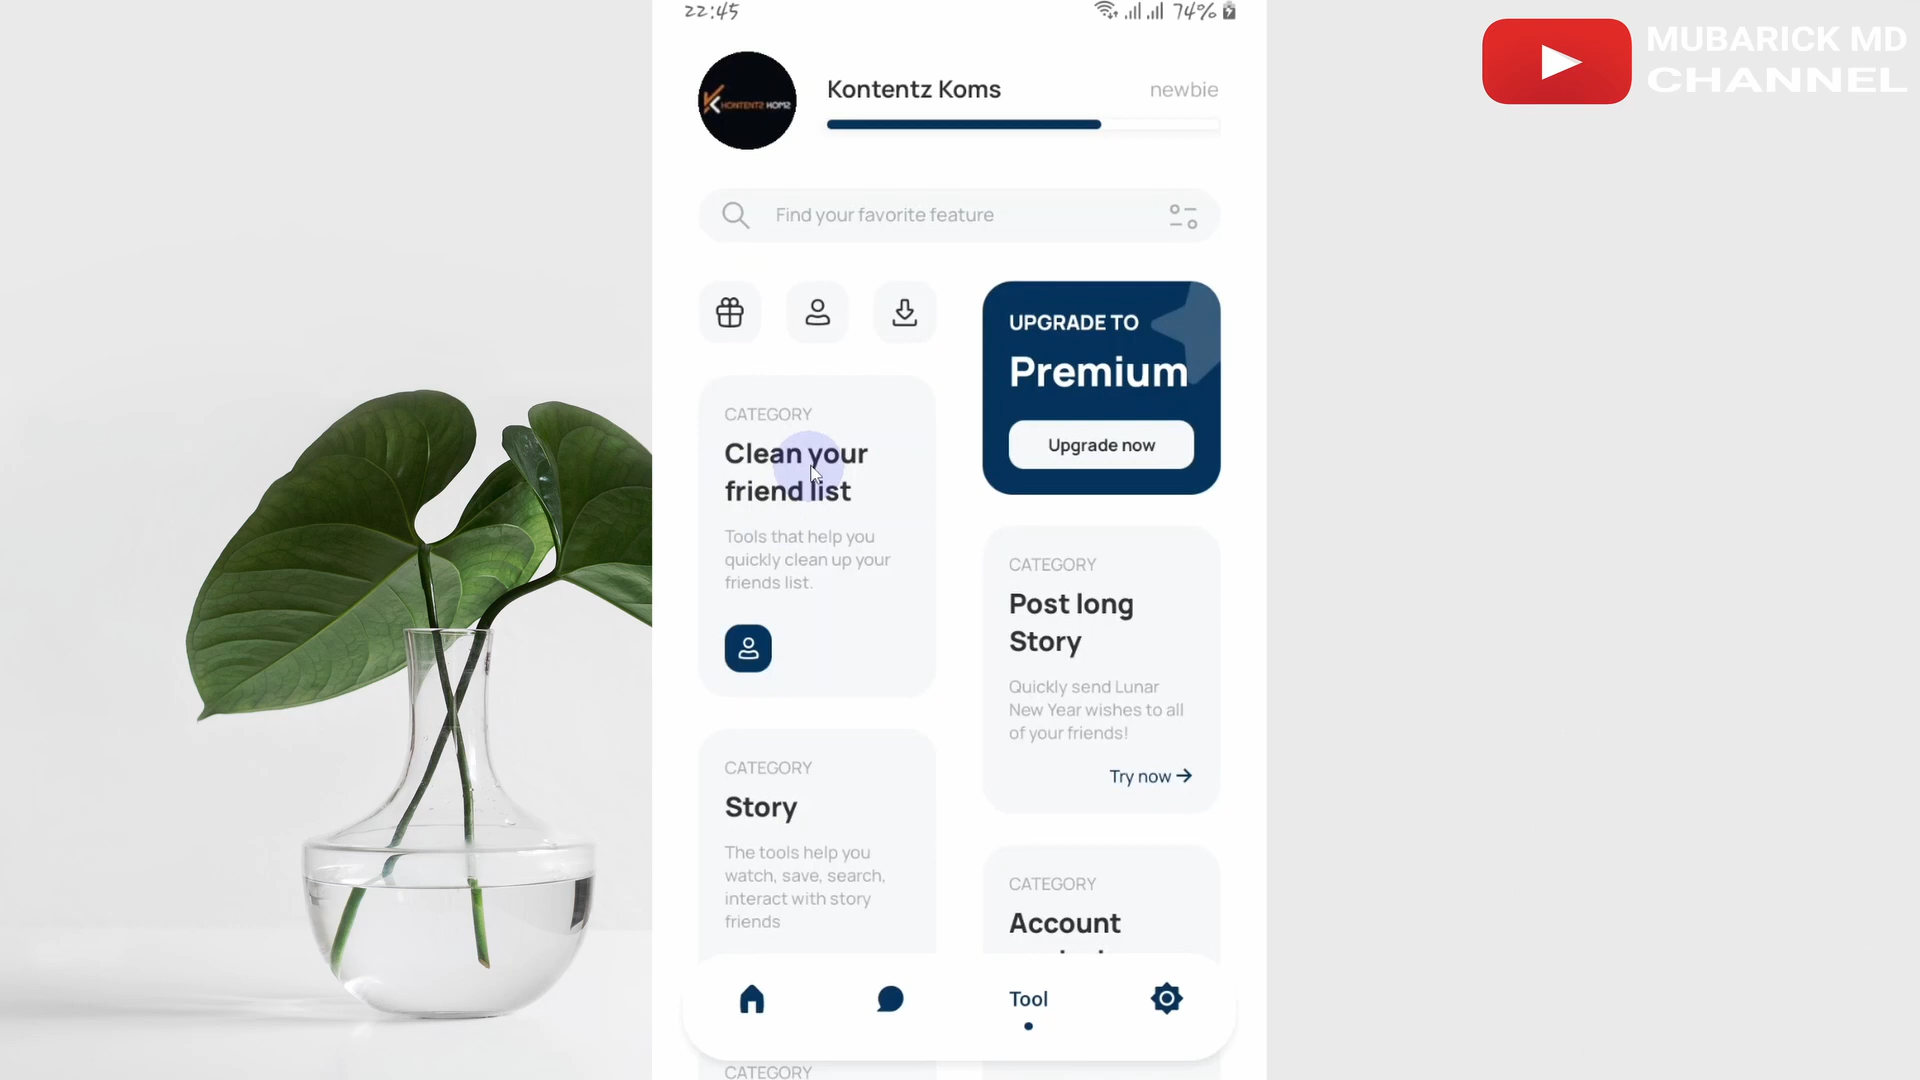 22:45
74%
MUBARICK MD
CHANNEL
KONTENTZ KOMS
Kontentz Koms
newbie
Find your favorite feature
UPGRADE TO
Premium
Upgrade now
CATEGORY
Clean your
friend list
Tools that help you
quickly clean up your
friends list.
CATEGORY
Post long
Story
Quickly send Lunar
New Year wishes to all
of your friends!
Try now
CATEGORY
Story
The tools help you
watch, save, search,
interact with story
friends
CATEGORY
Account
Tool
CATEGORY